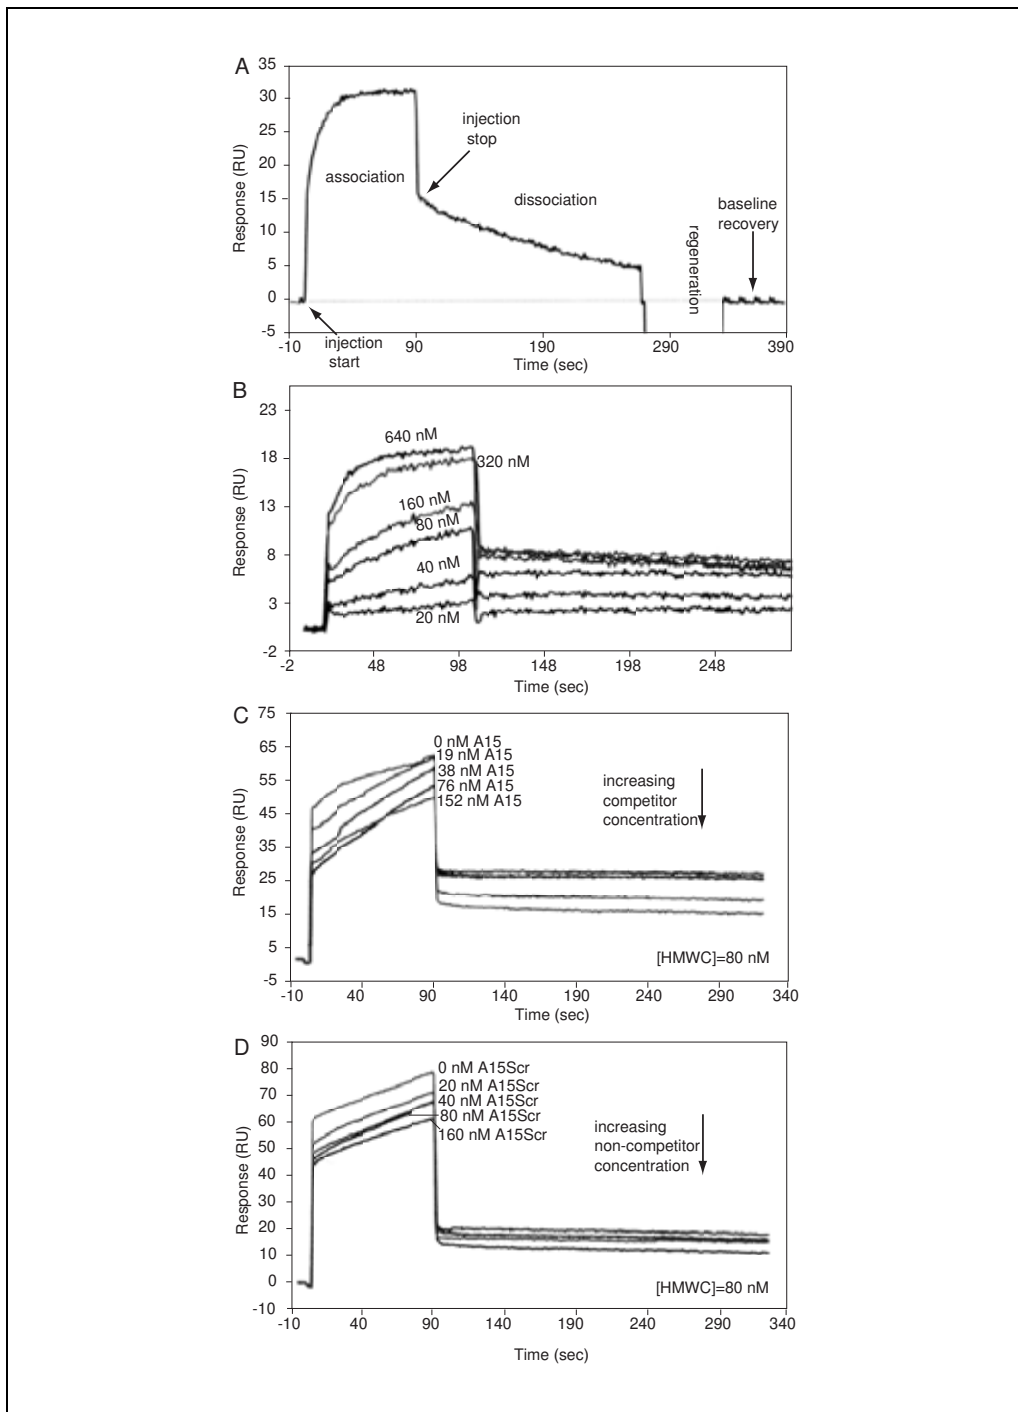 A
35
30
25
20
15
10
5
0
-5
Response (RU)
association
injection
stop
dissociation
regeneration
baseline
recovery
injection
start
-10 90 190 290 390
Time (sec)
B
23
18
13
8
3
-2
Response (RU)
640 nM
320 nM
160 nM
80 nM
40 nM
20 nM
-2 48 98 148 198 248
Time (sec)
C
75
65
55
45
35
25
15
5
-5
Response (RU)
0 nM A15
19 nM A15
38 nM A15
76 nM A15
152 nM A15
increasing
competitor
concentration
[HMWC]=80 nM
-10 40 90 140 190 240 290 340
Time (sec)
D
90
80
70
60
50
40
30
20
10
0
-10
Response (RU)
0 nM A15Scr
20 nM A15Scr
40 nM A15Scr
80 nM A15Scr
160 nM A15Scr
increasing
non-competitor
concentration
[HMWC]=80 nM
-10 40 90 140 190 290 340
240
Time (sec)